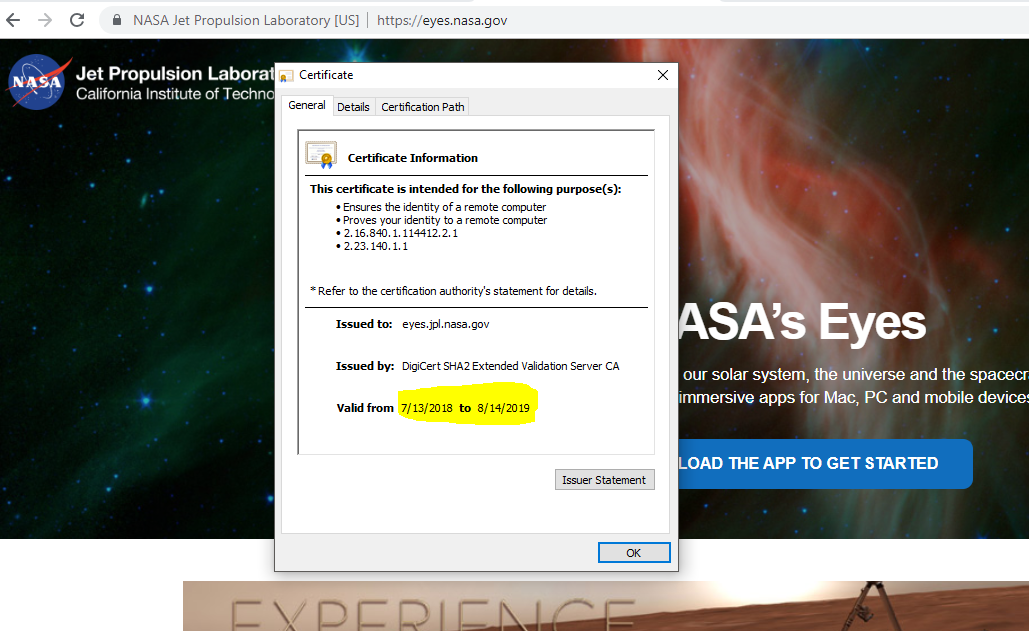 NASA Jet Propulsion Laboratory [US] | https://eyes.nasa.gov
NASA
Jet Propulsion Laborat
California Institute of Techno
Certificate
General Details Certification Path
Certificate Information
This certificate is intended for the following purpose(s):
• Ensures the identity of a remote computer
• Proves your identity to a remote computer
• 2.16.840.1.114412.2.1
• 2.23.140.1.1
* Refer to the certification authority's statement for details.
Issued to: eyes.jpl.nasa.gov
Issued by: DigiCert SHA2 Extended Validation Server CA
Valid from 7/13/2018 to 8/14/2019
Issuer Statement
OK
ASA's Eyes
our solar system, the universe and the spacecra
immersive apps for Mac, PC and mobile devices
LOAD THE APP TO GET STARTED
EXPERIENCE